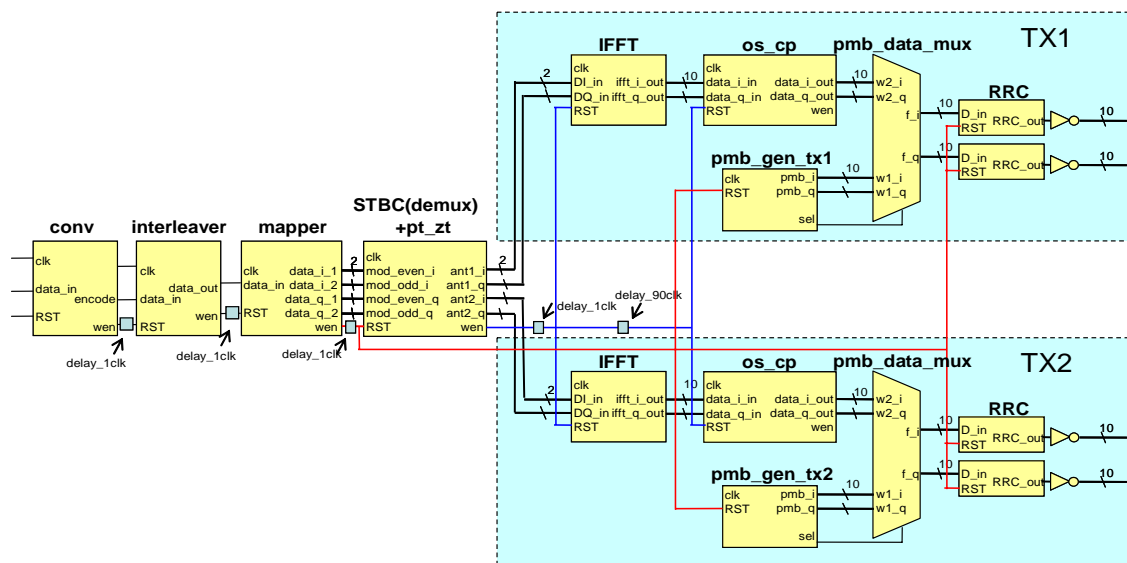 TX1
IFFT
os_cp
pmb_data_mux
clk
DI_in
DQ_in
RST
ifft_i_out
ifft_q_out
2
10
clk
data_i_in
data_q_in
RST
data_i_out
data_q_out
wen
10
w2_i
w2_q
f_i
f_q
w1_i
w1_q
10
10
RRC
D_in
RST
RRC_out
10
D_in
RST
RRC_out
10
pmb_gen_tx1
clk
RST
pmb_i
pmb_q
sel
10
conv
clk
data_in
RST
encode
wen
delay_1clk
interleaver
clk
data_in
RST
data_out
wen
delay_1clk
mapper
clk
data_in
RST
data_i_1
data_i_2
data_q_1
data_q_2
wen
2
delay_1clk
STBC(demux)
+pt_zt
clk
mod_even_i
mod_odd_i
mod_even_q
mod_odd_q
RST
ant1_i
ant1_q
ant2_i
ant2_q
wen
2
delay_1clk
delay_90clk
TX2
IFFT
os_cp
pmb_data_mux
clk
DI_in
DQ_in
RST
ifft_i_out
ifft_q_out
2
10
clk
data_i_in
data_q_in
RST
data_i_out
data_q_out
wen
10
w2_i
w2_q
f_i
f_q
w1_i
w1_q
10
10
RRC
D_in
RST
RRC_out
10
D_in
RST
RRC_out
10
pmb_gen_tx2
clk
RST
pmb_i
pmb_q
sel
10